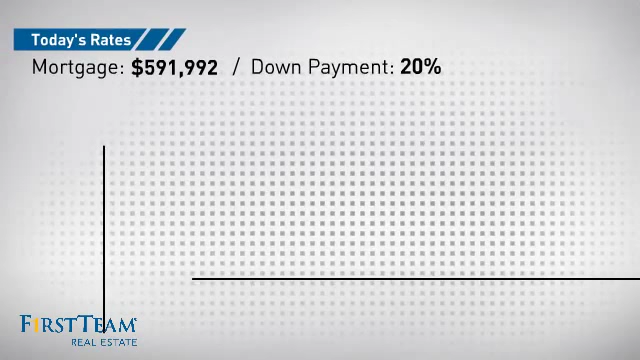 Today's Rates
Mortgage: $591,992 / Down Payment: 20%
FIRSTTEAM®
REAL ESTATE